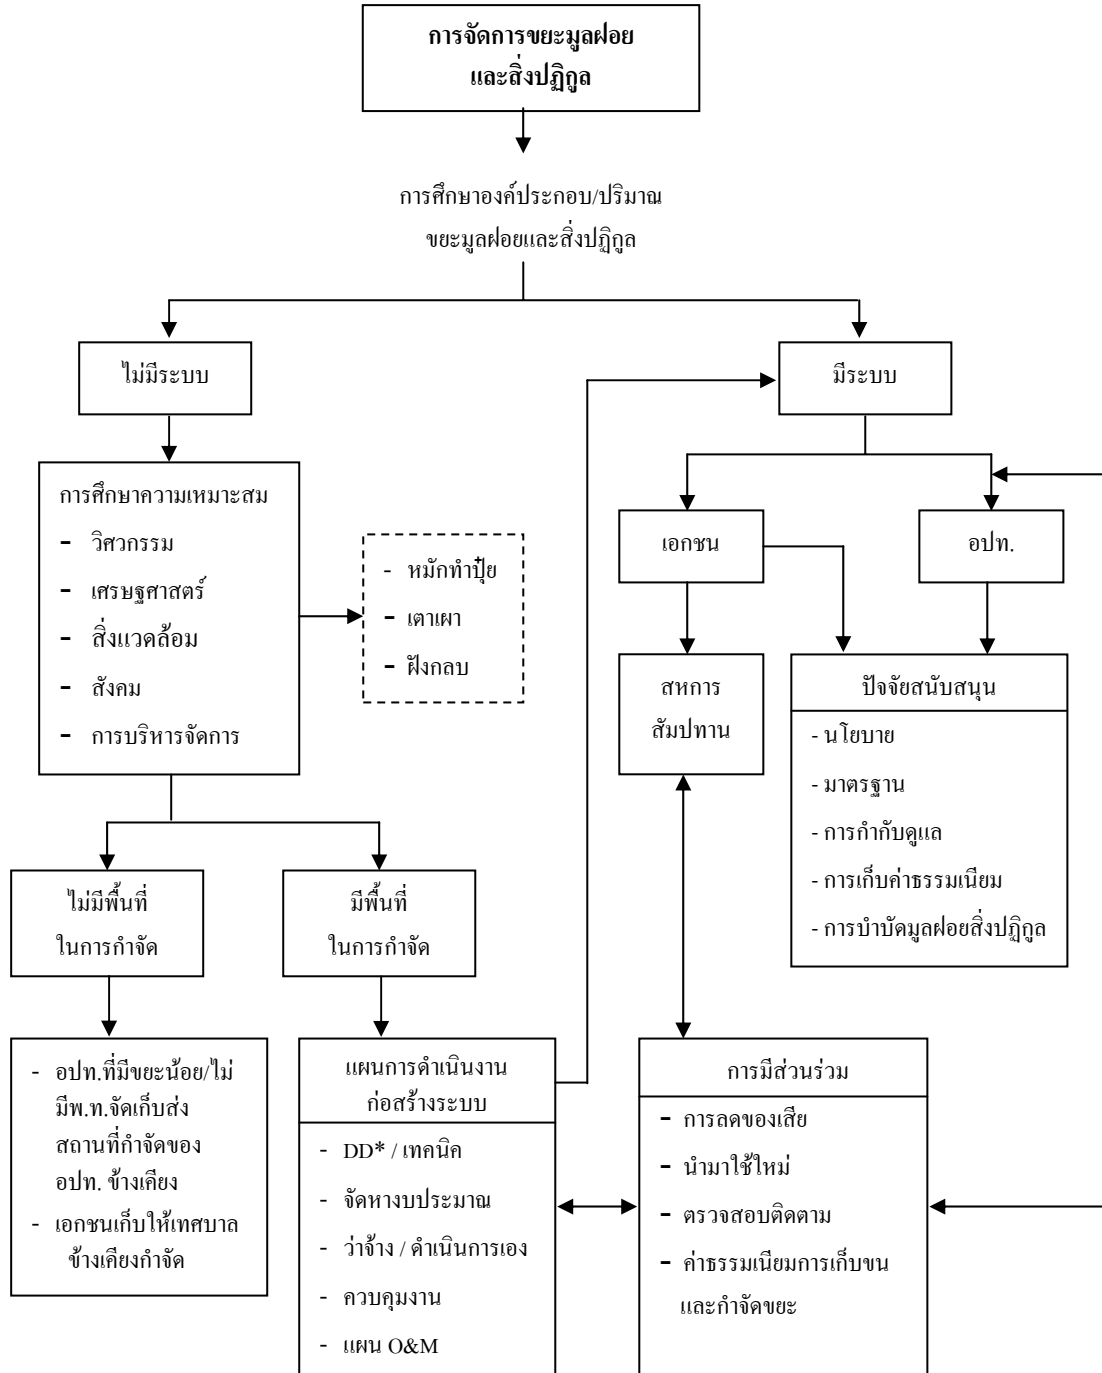 การจัดการขยะมูลฝอย
และสิ่งปฏิกูล
การศึกษาองค์ประกอบ/ปริมาณ
ขยะมูลฝอยและสิ่งปฏิกูล
ไม่มีระบบ
มีระบบ
การศึกษาความเหมาะสม
- วิศวกรรม
- เศรษฐศาสตร์
- สิ่งแวดล้อม
- สังคม
- การบริหารจัดการ
- หมักทำปุ๋ย
- เตาเผา
- ฝังกลบ
เอกชน
อปท.
สหการ
สัมปทาน
ปัจจัยสนับสนุน
- นโยบาย
- มาตรฐาน
- การกำกับดูแล
- การเก็บค่าธรรมเนียม
- การบำบัดมูลฝอยสิ่งปฏิกูล
ไม่มีพื้นที่
ในการกำจัด
มีพื้นที่
ในการกำจัด
- อปท.ที่มีขยะน้อย/ไม่
มีพ.ท.จัดเก็บส่ง
สถานที่กำจัดของ
อปท. ข้างเคียง
- เอกชนเก็บให้เทศบาล
ข้างเคียงกำจัด
แผนการดำเนินงาน
ก่อสร้างระบบ
- DD* / เทคนิค
- จัดหางบประมาณ
- ว่าจ้าง / ดำเนินการเอง
- ควบคุมงาน
- แผน O&M
การมีส่วนร่วม
- การลดของเสีย
- นำมาใช้ใหม่
- ตรวจสอบติดตาม
- ค่าธรรมเนียมการเก็บขน
และกำจัดขยะ